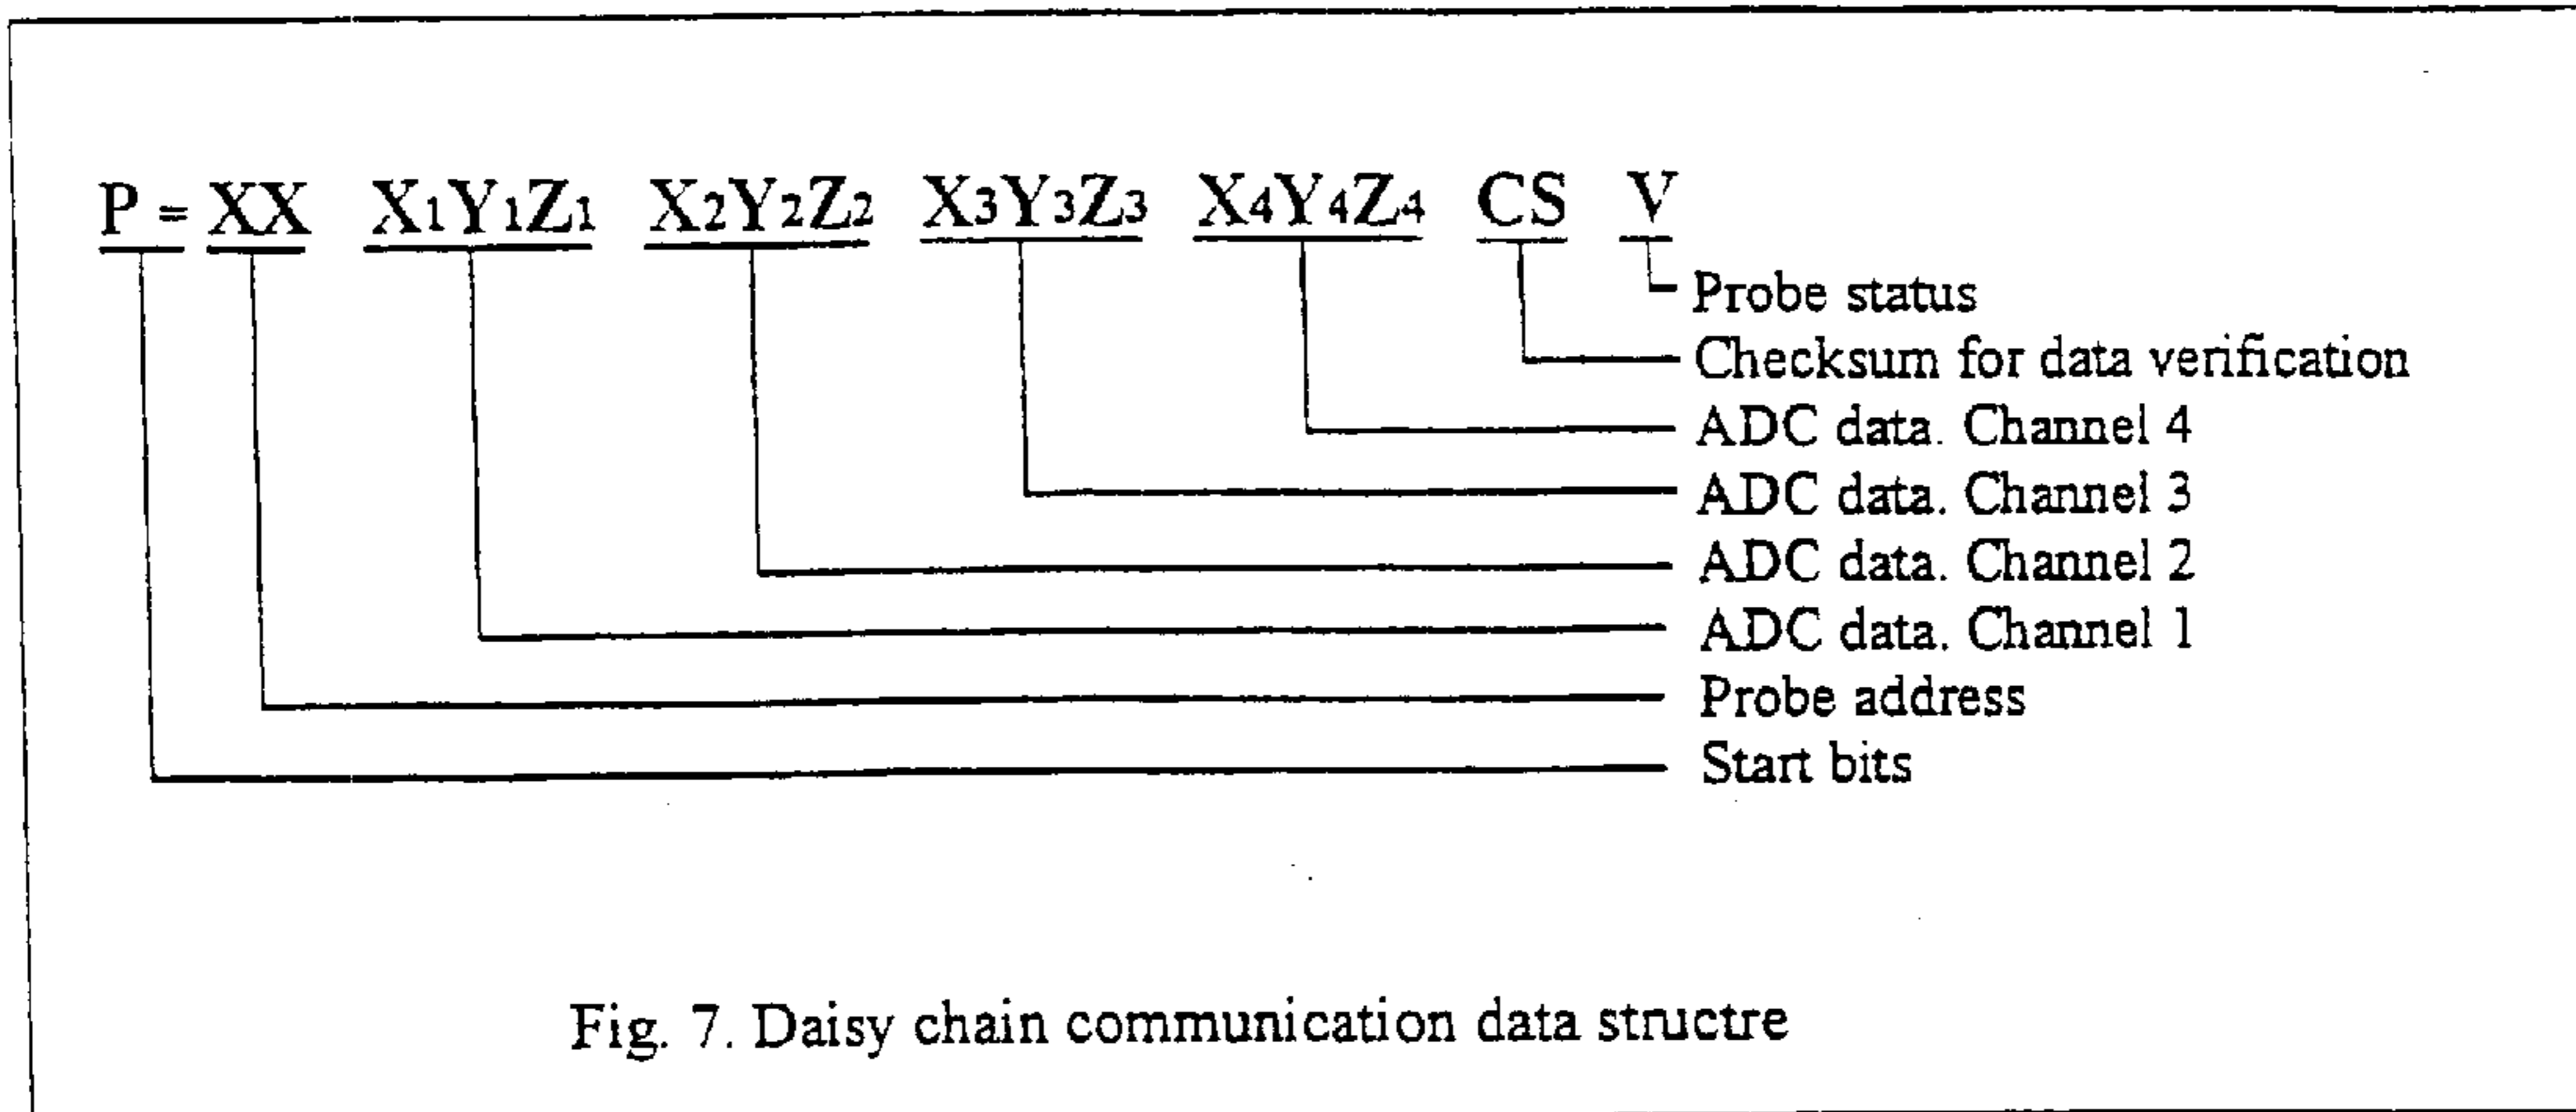 P = XX X1Y1Z1 X2Y2Z2 X3Y3Z3 X4Y4Z4 CS V
Probe status
Checksum for data verification
ADC data. Channel 4
ADC data. Channel 3
ADC data. Channel 2
ADC data. Channel 1
Probe address
Start bits
Fig. 7. Daisy chain communication data structre